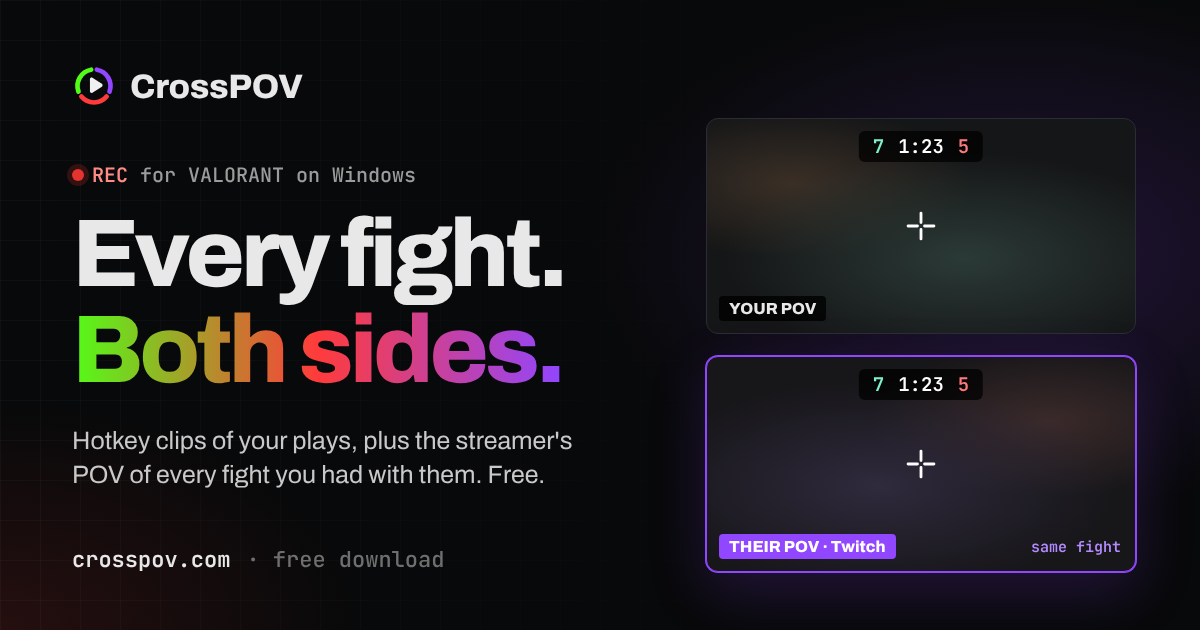 CrossPOV
REC for VALORANT on Windows
Every fight.
Both sides.
Hotkey clips of your plays, plus the streamer's
POV of every fight you had with them. Free.
crosspov.com · free download
7 1:23 5
YOUR POV
7 1:23 5
THEIR POV · Twitch
same fight